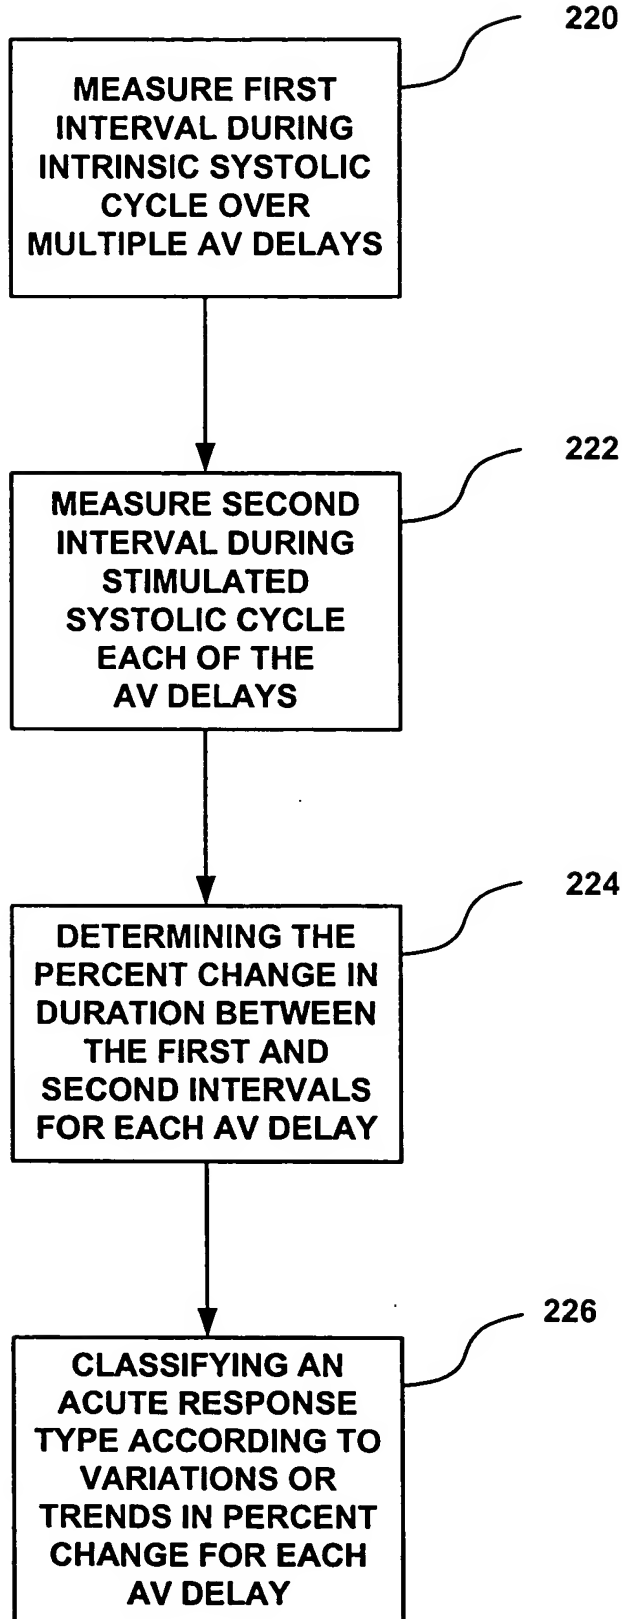 220
MEASURE FIRST
INTERVAL DURING
INTRINSIC SYSTOLIC
CYCLE OVER
MULTIPLE AV DELAYS
222
MEASURE SECOND
INTERVAL DURING
STIMULATED
SYSTOLIC CYCLE
EACH OF THE
AV DELAYS
224
DETERMINING THE
PERCENT CHANGE IN
DURATION BETWEEN
THE FIRST AND
SECOND INTERVALS
FOR EACH AV DELAY
226
CLASSIFYING AN
ACUTE RESPONSE
TYPE ACCORDING TO
VARIATIONS OR
TRENDS IN PERCENT
CHANGE FOR EACH
AV DELAY